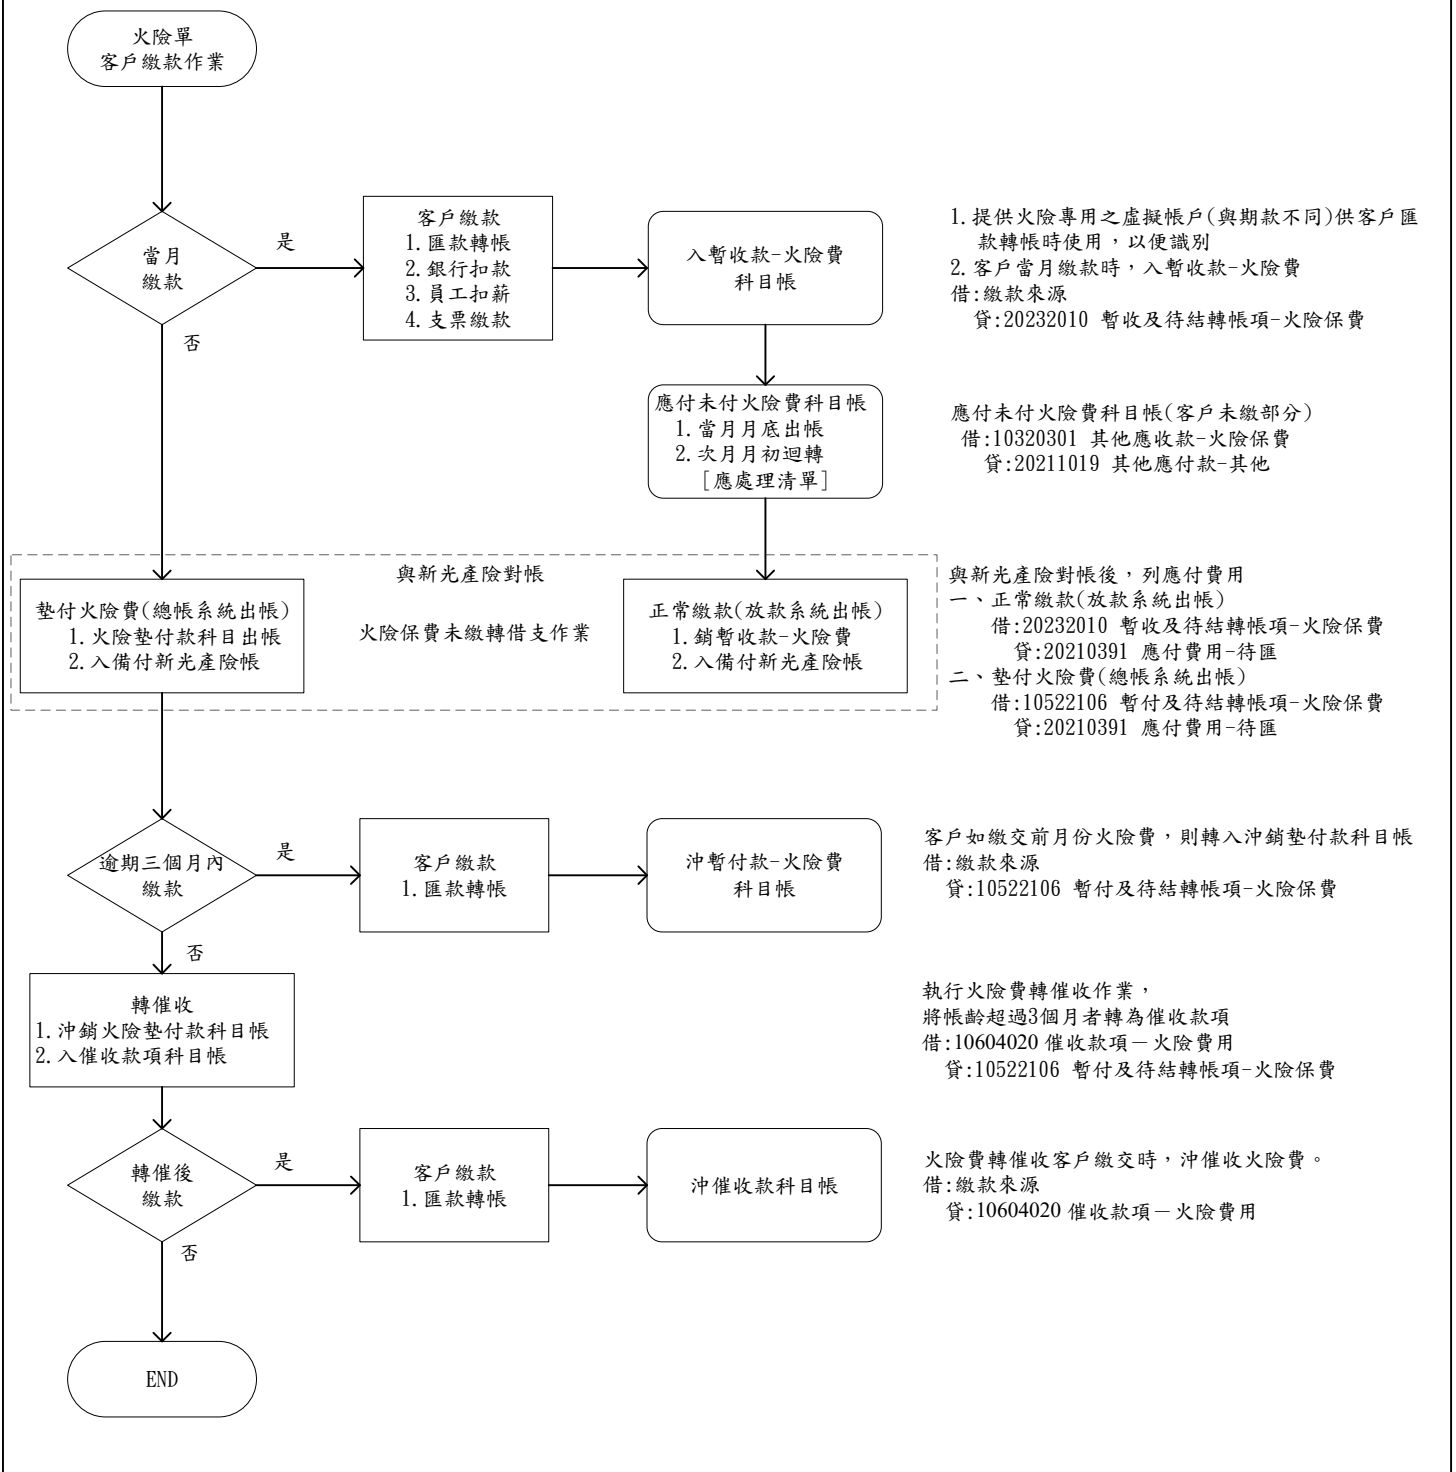 火險單
客戶繳款作業
當月
繳款
是
否
客戶繳款
1.匯款轉帳
2.銀行扣款
3.員工扣薪
4.支票繳款
入暫收款-火險費
科目帳
1.提供火險專用之虛擬帳戶(與期款不同)供客戶匯
款轉帳時使用，以便識別
2.客戶當月繳款時，入暫收款-火險費
借:繳款來源
貸:20232010 暫收及待結轉帳項-火險保費
應付未付火險費科目帳
1.當月月底出帳
2.次月月初迴轉
[應處理清單]
應付未付火險費科目帳(客戶未繳部分)
借:10320301 其他應收款-火險保費
貸:20211019 其他應付款-其他
與新光產險對帳
火險保費未繳轉借支作業
墊付火險費(總帳系統出帳)
1.火險墊付款科目出帳
2.入備付新光產險帳
正常繳款(放款系統出帳)
1.銷暫收款-火險費
2.入備付新光產險帳
與新光產險對帳後，列應付費用
一、正常繳款(放款系統出帳)
借:20232010 暫收及待結轉帳項-火險保費
貸:20210391 應付費用-待匯
二、墊付火險費(總帳系統出帳)
借:10522106 暫付及待結轉帳項-火險保費
貸:20210391 應付費用-待匯
逾期三個月內
繳款
是
否
客戶繳款
1.匯款轉帳
沖暫付款-火險費
科目帳
客戶如繳交前月份火險費，則轉入沖銷墊付款科目帳
借:繳款來源
貸:10522106 暫付及待結轉帳項-火險保費
轉催收
1.沖銷火險墊付款科目帳
2.入催收款項科目帳
執行火險費轉催收作業，
將帳齡超過3個月者轉為催收款項
借:10604020 催收款項－火險費用
貸:10522106 暫付及待結轉帳項-火險保費
轉催後
繳款
是
否
客戶繳款
1.匯款轉帳
沖催收款科目帳
火險費轉催收客戶繳交時，沖催收火險費。
借:繳款來源
貸:10604020 催收款項－火險費用
END